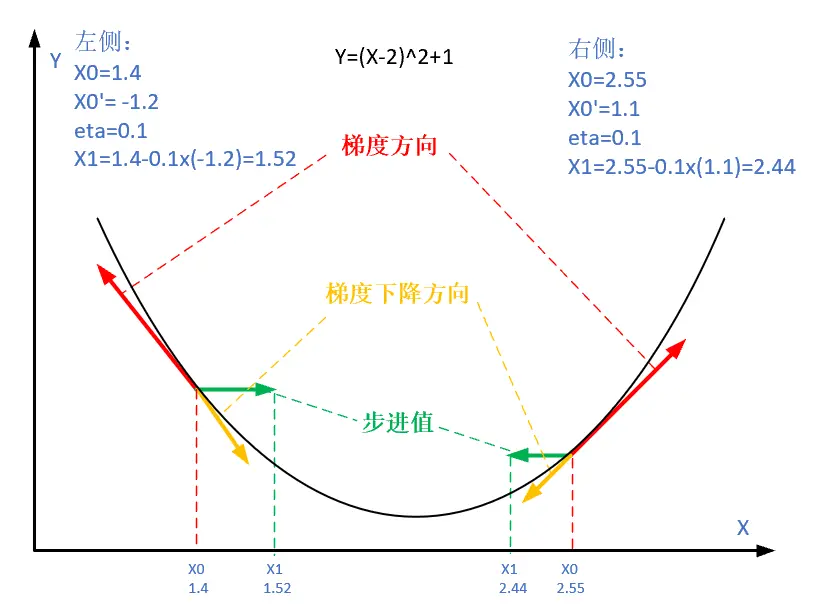 Y
左侧：
X0=1.4
X0'= -1.2
eta=0.1
X1=1.4-0.1x(-1.2)=1.52
Y=(X-2)^2+1
右侧：
X0=2.55
X0'=1.1
eta=0.1
X1=2.55-0.1x(1.1)=2.44
梯度方向
梯度下降方向
步进值
X
X0
1.4
X1
1.52
X1
2.44
X0
2.55